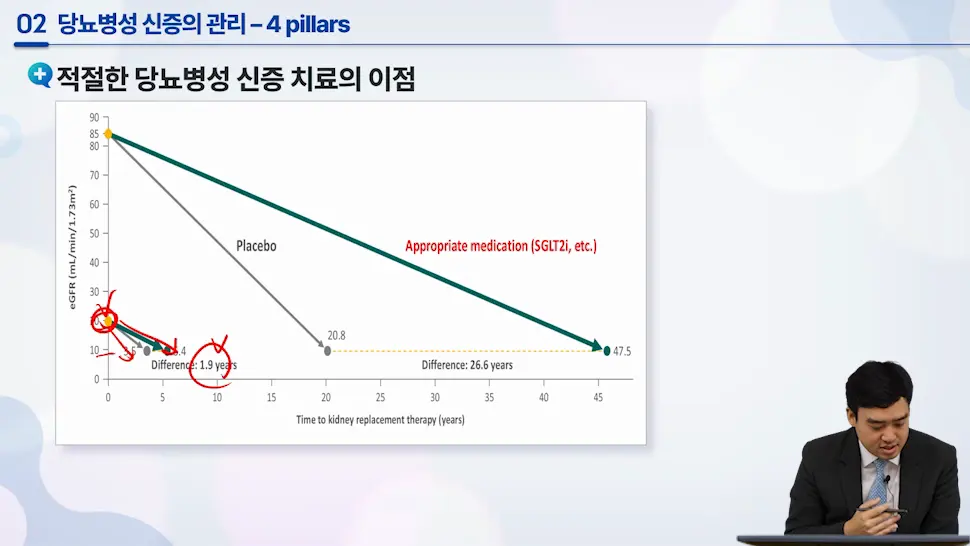 02 당뇨병성 신증의 관리 – 4 pillars
적절한 당뇨병성 신증 치료의 이점
90
85
80
70
60
50
40
30
10
0
eGFR (mL/min/1.73m²)
Placebo
Appropriate medication (SGLT2i, etc.)
20.8
47.5
Difference: 1.9 years
Difference: 26.6 years
0 5 10 15 20 25 30 35 40 45
Time to kidney replacement therapy (years)